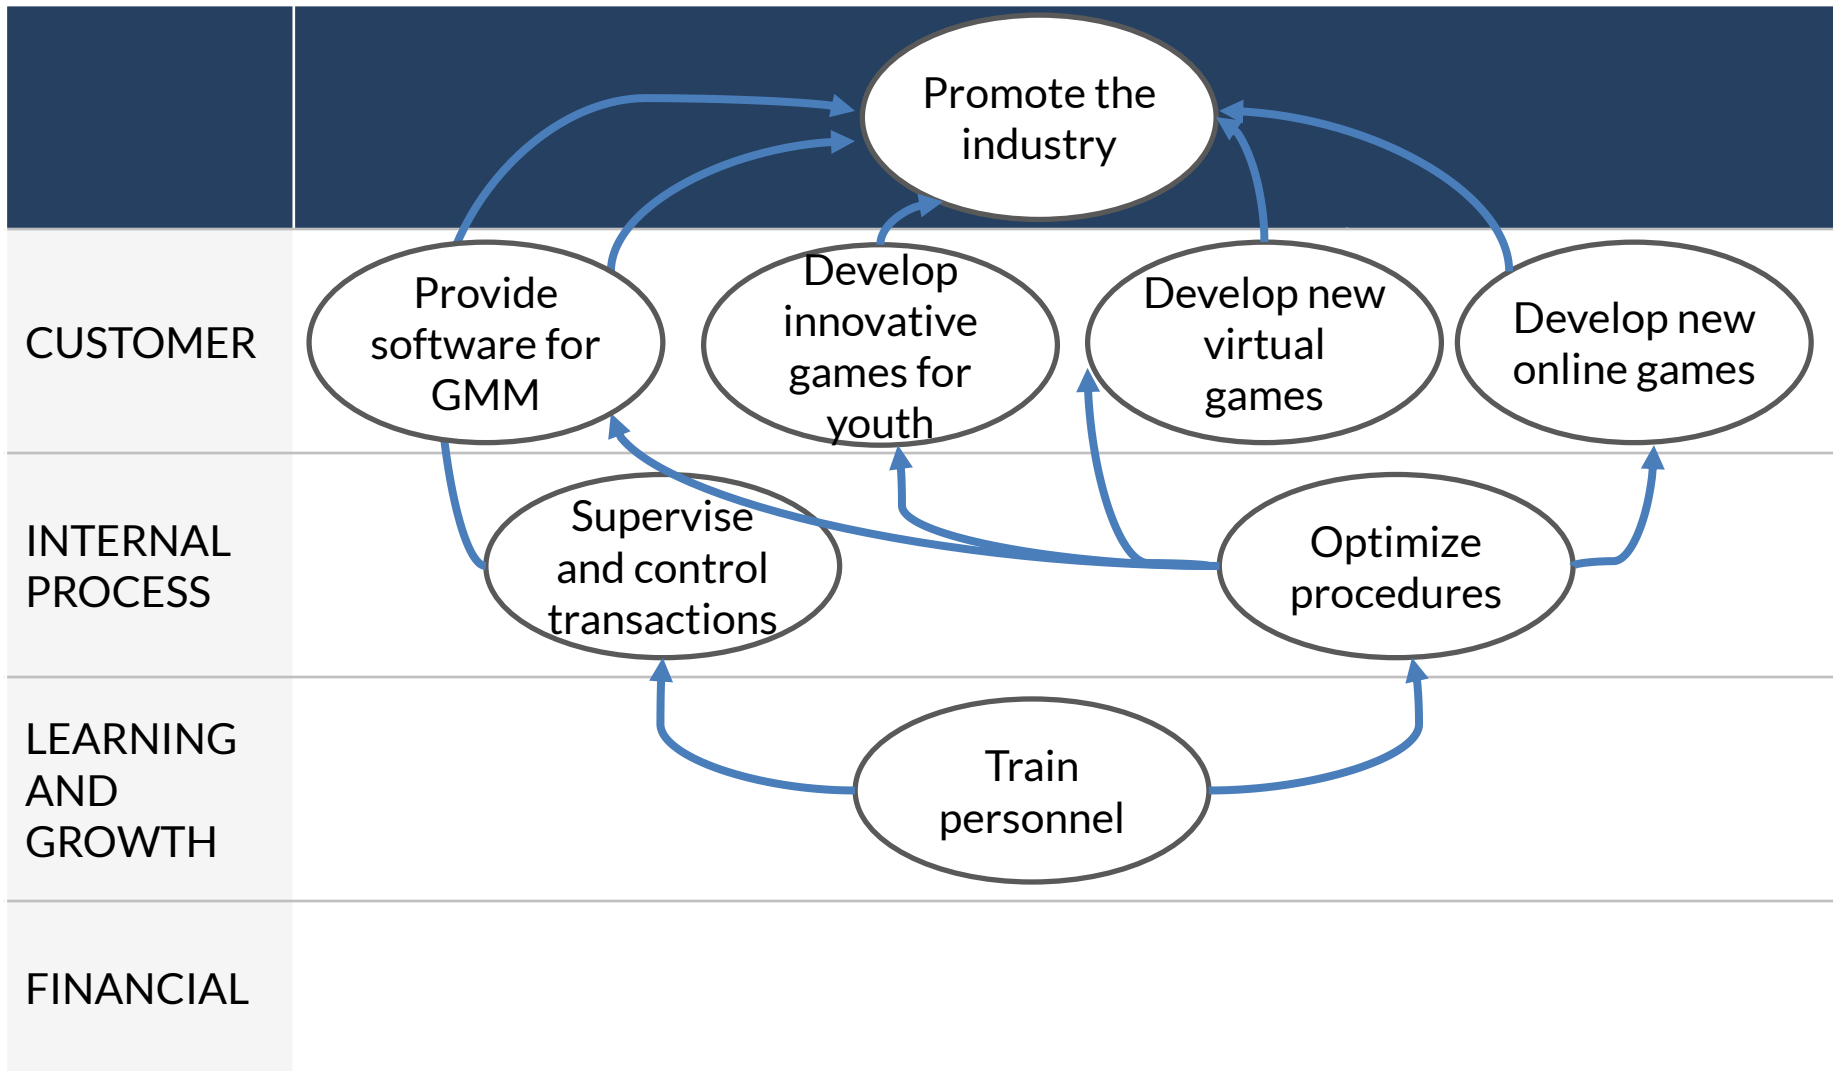 Promote the
industry
CUSTOMER
Provide
software for
GMM
Develop
innovative
games for
youth
Develop new
virtual
games
Develop new
online games
INTERNAL
PROCESS
Supervise
and control
transactions
Optimize
procedures
LEARNING
AND
GROWTH
Train
personnel
FINANCIAL